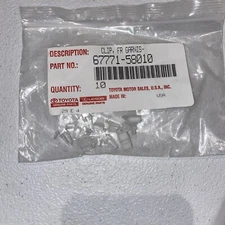 DESCRIPTION: CLIP, FR GARNIS-
PART NO.: 67771-58010
QUANTITY: 10
TOYOTA TOYOTA MOTOR SALES, U.S.A., INC.
MADE IN: USA